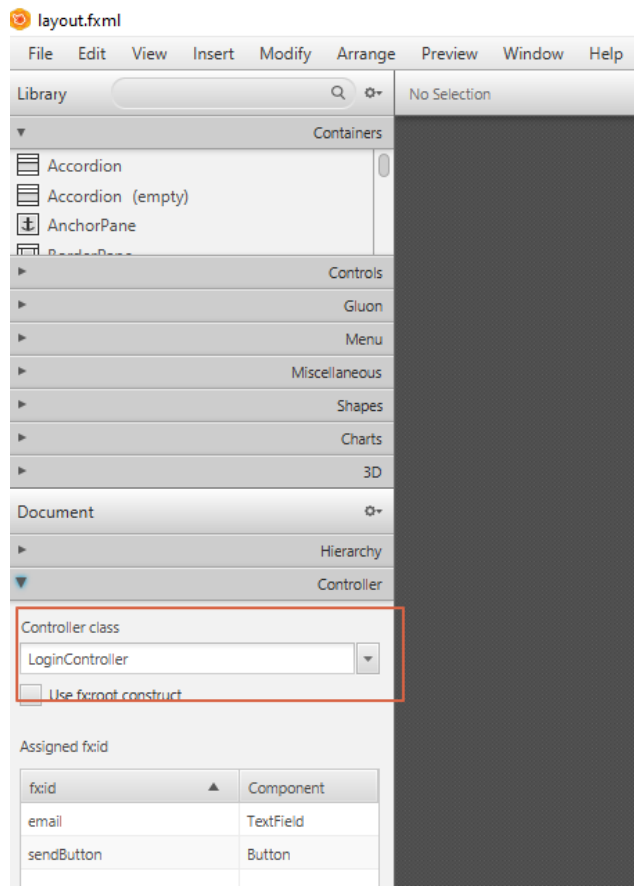 layout.fxml
File Edit View Insert Modify Arrange Preview Window Help
Library
No Selection
Containers
Accordion
Accordion (empty)
AnchorPane
BorderPane
Controls
Gluon
Menu
Miscellaneous
Shapes
Charts
3D
Document
Hierarchy
Controller
Controller class
LoginController
Use fx:root construct
Assigned fx:id
fx:id Component
email TextField
sendButton Button